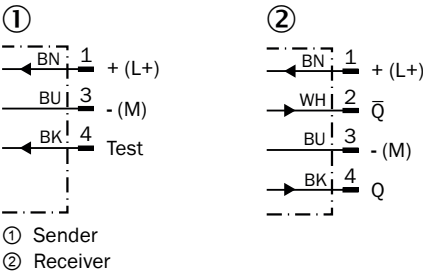 ① ②
BN 1 + (L+)
BU 3 - (M)
BK 4 Test
BN 1 + (L+)
WH 2 Q̅
BU 3 - (M)
BK 4 Q
① Sender
② Receiver